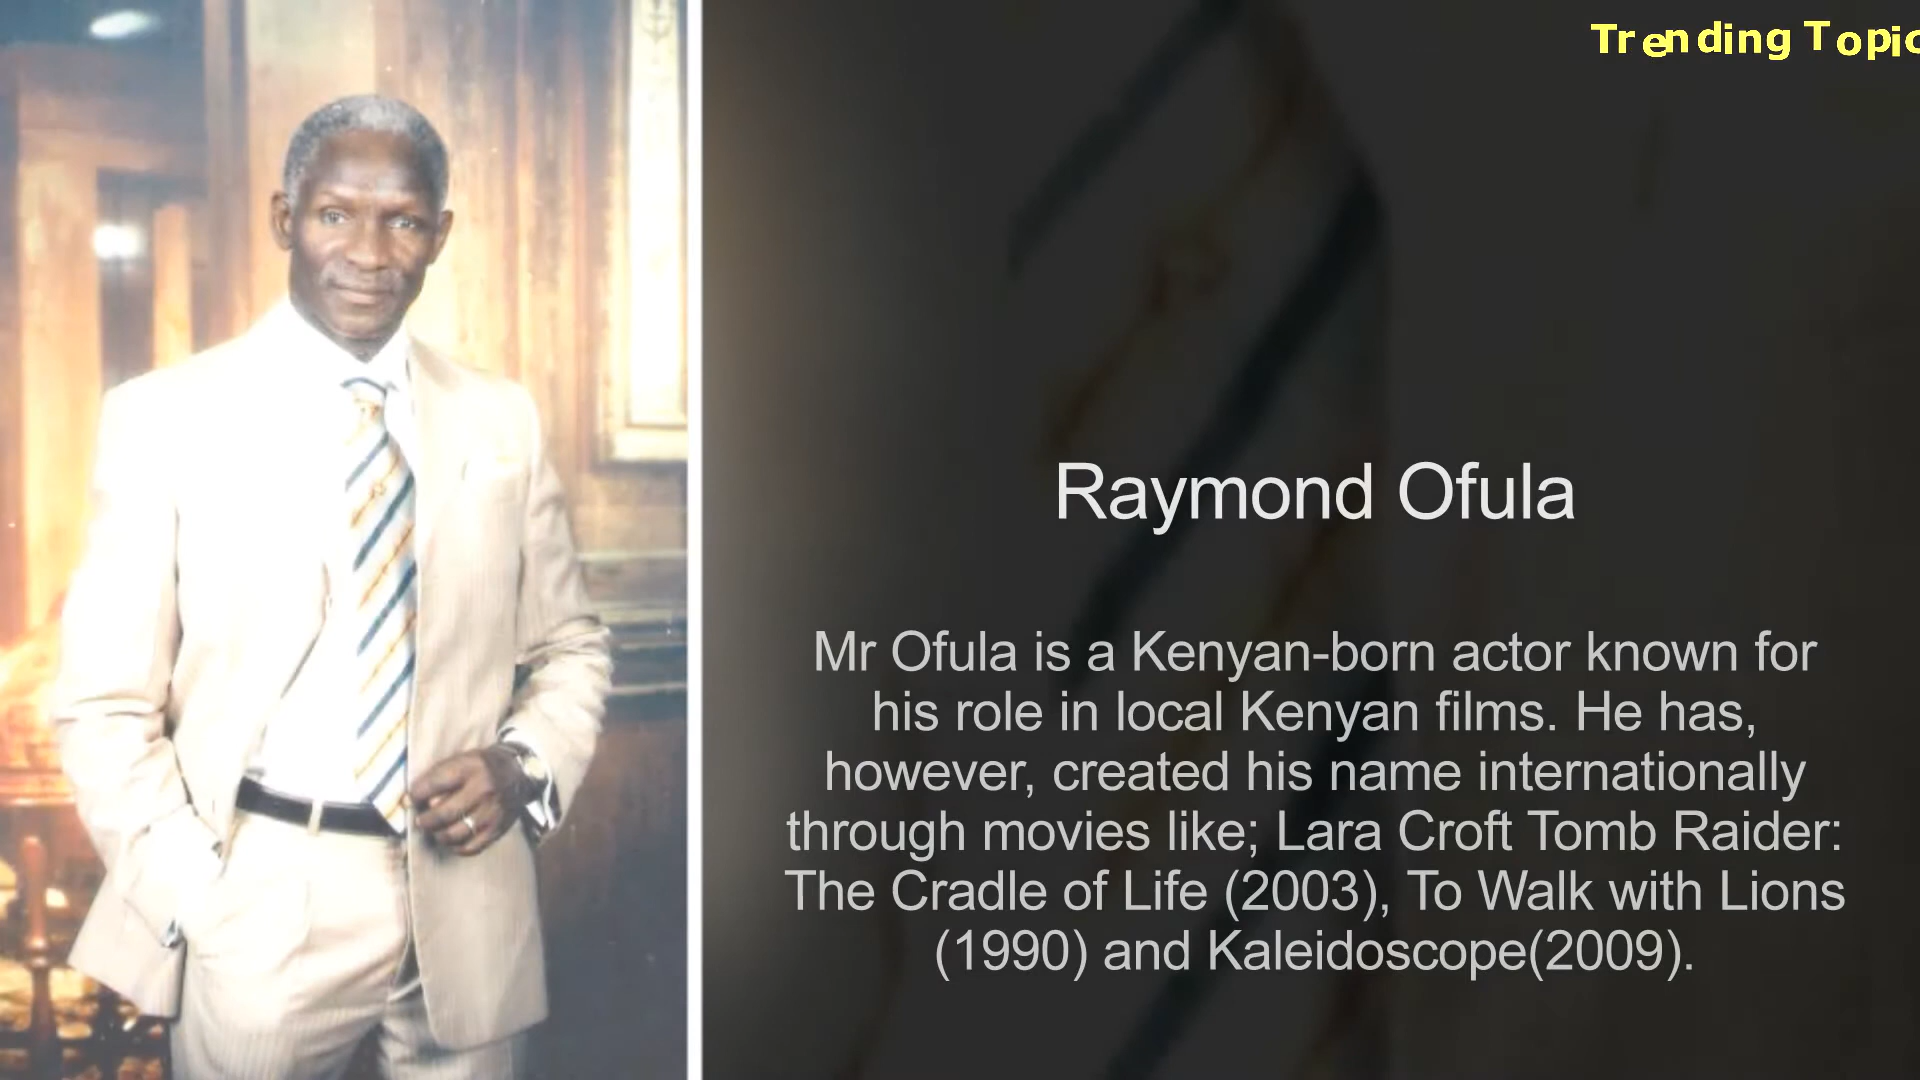 Trending Topic
Raymond Ofula
Mr Ofula is a Kenyan-born actor known for
his role in local Kenyan films. He has,
however, created his name internationally
through movies like; Lara Croft Tomb Raider:
The Cradle of Life (2003), To Walk with Lions
(1990) and Kaleidoscope(2009).